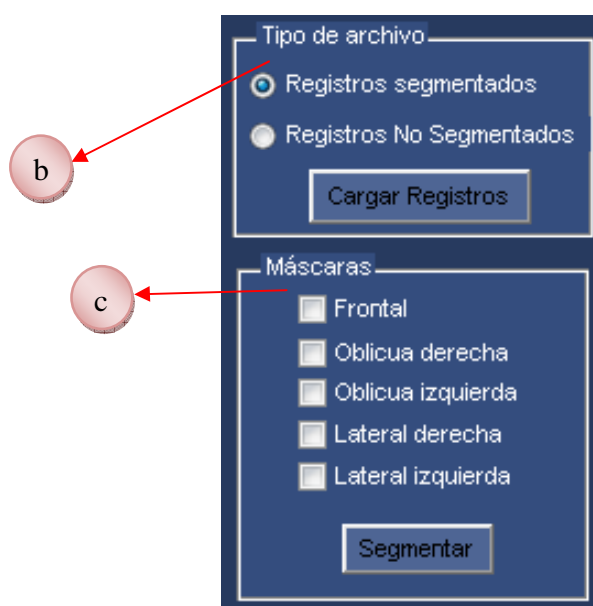 Tipo de archivo
Registros segmentados
Registros No Segmentados
b
Cargar Registros
Máscaras
c
Frontal
Oblicua derecha
Oblicua izquierda
Lateral derecha
Lateral izquierda
Segmentar